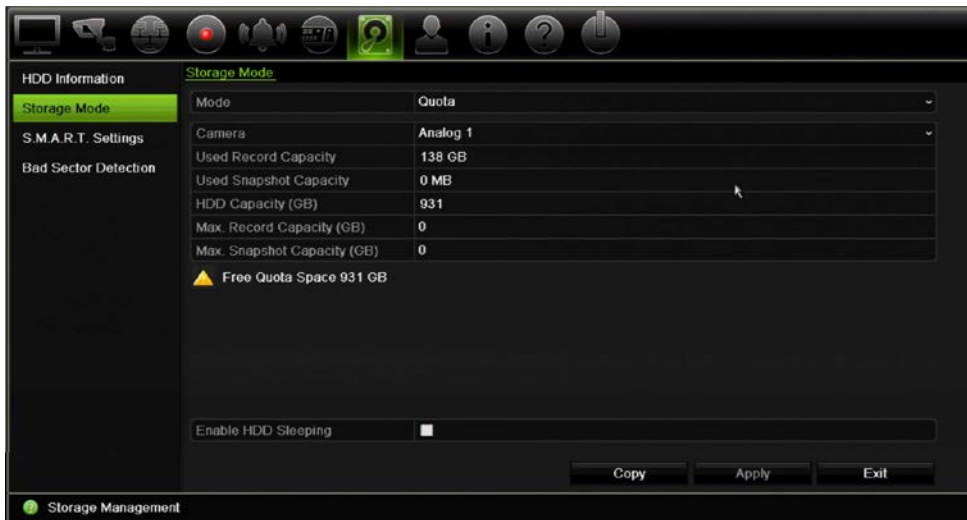 HDD Information
Storage Mode
S.M.A.R.T. Settings
Bad Sector Detection
Storage Mode
Mode Quota
Camera Analog 1
Used Record Capacity 138 GB
Used Snapshot Capacity 0 MB
HDD Capacity (GB) 931
Max. Record Capacity (GB) 0
Max. Snapshot Capacity (GB) 0
Free Quota Space 931 GB
Enable HDD Sleeping
Copy Apply Exit
Storage Management